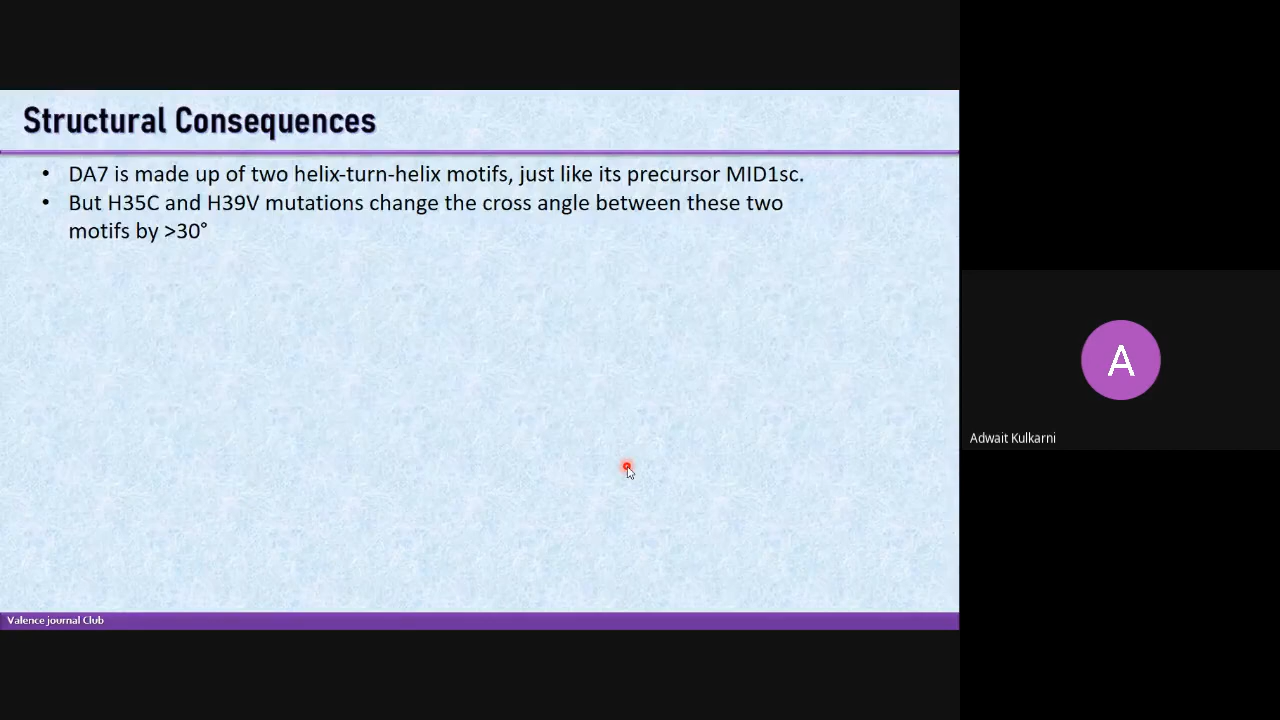 Structural Consequences
• DA7 is made up of two helix-turn-helix motifs, just like its precursor MID1sc.
• But H35C and H39V mutations change the cross angle between these two
motifs by >30°
A
Adwait Kulkarni
Valence journal Club